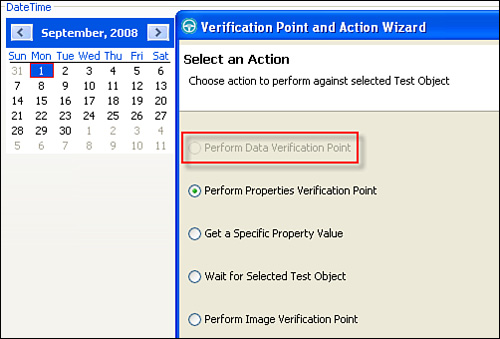 DateTime
September, 2008
Sun Mon Tue Wed Thu Fri Sat
31 1 2 3 4 5 6
7 8 9 10 11 12 13
14 15 16 17 18 19 20
21 22 23 24 25 26 27
28 29 30 1 2 3 4
5 6 7 8 9 10 11
Verification Point and Action Wizard
Select an Action
Choose action to perform against selected Test Object
Perform Data Verification Point
Perform Properties Verification Point
Get a Specific Property Value
Wait for Selected Test Object
Perform Image Verification Point